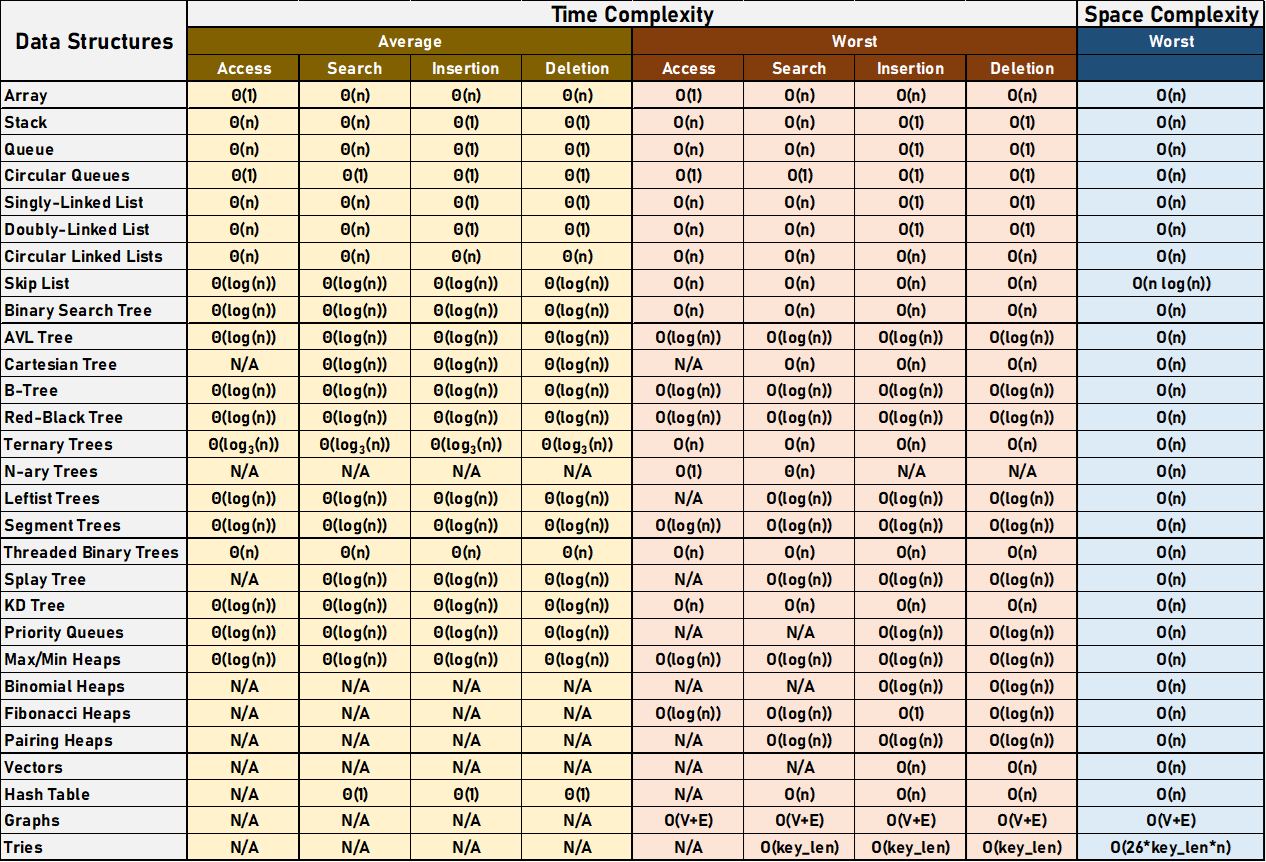 Data Structures Time Complexity Space Complexity
Average Worst Worst
Access Search Insertion Deletion Access Search Insertion Deletion
Array Θ(1) Θ(n) Θ(n) Θ(n) O(1) O(n) O(n) O(n) O(n)
Stack Θ(n) Θ(n) Θ(1) Θ(1) O(n) O(n) O(1) O(1) O(n)
Queue Θ(n) Θ(n) Θ(1) Θ(1) O(n) O(n) O(1) O(1) O(n)
Circular Queues Θ(1) Θ(1) Θ(1) Θ(1) O(1) O(1) O(1) O(1) O(n)
Singly-Linked List Θ(n) Θ(n) Θ(1) Θ(1) O(n) O(n) O(1) O(1) O(n)
Doubly-Linked List Θ(n) Θ(n) Θ(1) Θ(1) O(n) O(n) O(1) O(1) O(n)
Circular Linked Lists Θ(n) Θ(n) Θ(n) Θ(n) O(n) O(n) O(n) O(n) O(n)
Skip List Θ(log(n)) Θ(log(n)) Θ(log(n)) Θ(log(n)) O(n) O(n) O(n) O(n) O(n log(n))
Binary Search Tree Θ(log(n)) Θ(log(n)) Θ(log(n)) Θ(log(n)) O(n) O(n) O(n) O(n) O(n)
AVL Tree Θ(log(n)) Θ(log(n)) Θ(log(n)) Θ(log(n)) O(log(n)) O(log(n)) O(log(n)) O(log(n)) O(n)
Cartesian Tree N/A Θ(log(n)) Θ(log(n)) Θ(log(n)) N/A O(n) O(n) O(n) O(n)
B-Tree Θ(log(n)) Θ(log(n)) Θ(log(n)) Θ(log(n)) O(log(n)) O(log(n)) O(log(n)) O(log(n)) O(n)
Red-Black Tree Θ(log(n)) Θ(log(n)) Θ(log(n)) Θ(log(n)) O(log(n)) O(log(n)) O(log(n)) O(log(n)) O(n)
Ternary Trees Θ(log₃(n)) Θ(log₃(n)) Θ(log₃(n)) Θ(log₃(n)) O(n) O(n) O(n) O(n) O(n)
N-ary Trees N/A N/A N/A N/A O(1) Θ(n) N/A N/A O(n)
Leftist Trees Θ(log(n)) Θ(log(n)) Θ(log(n)) Θ(log(n)) N/A O(log(n)) O(log(n)) O(log(n)) O(n)
Segment Trees Θ(log(n)) Θ(log(n)) Θ(log(n)) Θ(log(n)) O(log(n)) O(log(n)) O(log(n)) O(log(n)) O(n)
Threaded Binary Trees Θ(n) Θ(n) Θ(n) Θ(n) O(n) O(n) O(n) O(n) O(n)
Splay Tree N/A Θ(log(n)) Θ(log(n)) Θ(log(n)) N/A O(log(n)) O(log(n)) O(log(n)) O(n)
KD Tree Θ(log(n)) Θ(log(n)) Θ(log(n)) Θ(log(n)) O(n) O(n) O(n) O(n) O(n)
Priority Queues Θ(log(n)) Θ(log(n)) Θ(log(n)) Θ(log(n)) N/A N/A O(log(n)) O(log(n)) O(n)
Max/Min Heaps Θ(log(n)) Θ(log(n)) Θ(log(n)) Θ(log(n)) O(log(n)) O(log(n)) O(log(n)) O(log(n)) O(n)
Binomial Heaps N/A N/A N/A N/A N/A N/A O(log(n)) O(log(n)) O(n)
Fibonacci Heaps N/A N/A N/A N/A O(log(n)) O(log(n)) O(1) O(log(n)) O(n)
Pairing Heaps N/A N/A N/A N/A N/A O(log(n)) O(log(n)) O(log(n)) O(n)
Vectors N/A N/A N/A N/A N/A N/A O(n) O(n) O(n)
Hash Table N/A Θ(1) Θ(1) Θ(1) N/A O(n) O(n) O(n) O(n)
Graphs N/A N/A N/A N/A O(V+E) O(V+E) O(V+E) O(V+E) O(V+E)
Tries N/A N/A N/A N/A N/A O(key_len) O(key_len) O(key_len) O(26*key_len*n)